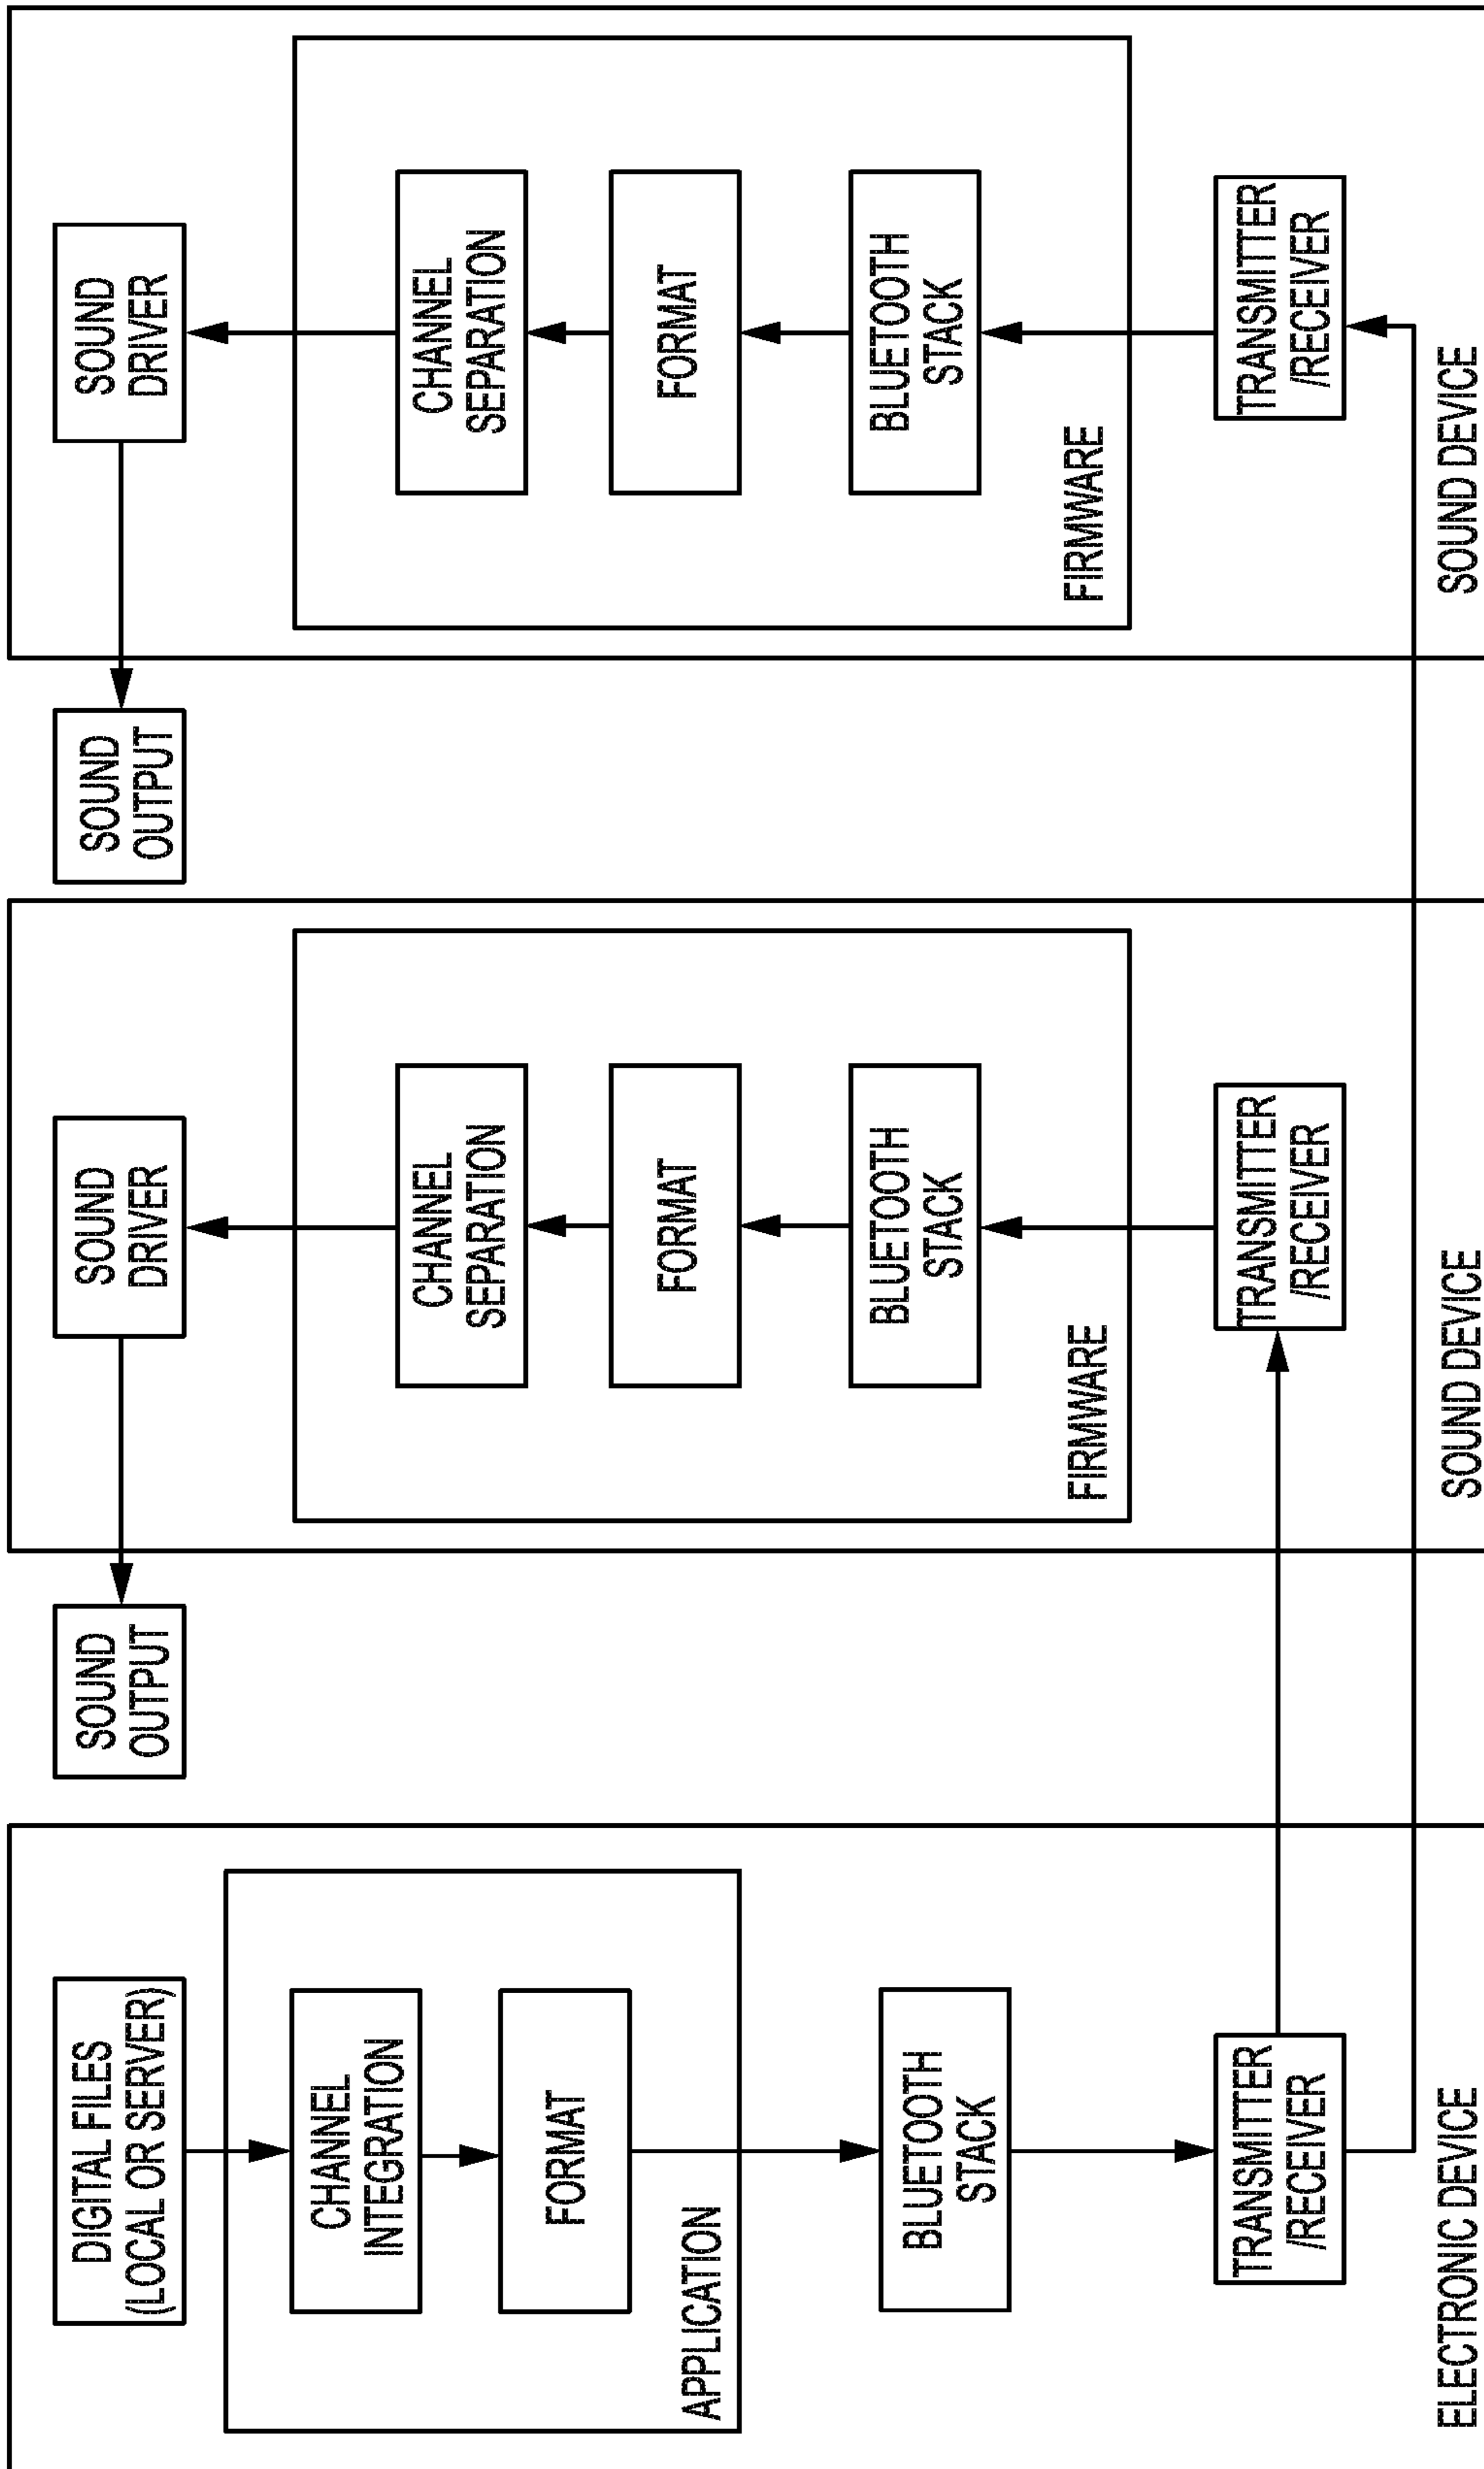 DIGITAL FILES
(LOCAL OR SERVER)
CHANNEL
INTEGRATION
FORMAT
APPLICATION
BLUETOOTH
STACK
TRANSMITTER
/RECEIVER
ELECTRONIC DEVICE
SOUND
OUTPUT
SOUND
DRIVER
CHANNEL
SEPARATION
FORMAT
BLUETOOTH
STACK
FIRMWARE
TRANSMITTER
/RECEIVER
SOUND DEVICE
SOUND
OUTPUT
SOUND
DRIVER
CHANNEL
SEPARATION
FORMAT
BLUETOOTH
STACK
FIRMWARE
TRANSMITTER
/RECEIVER
SOUND DEVICE